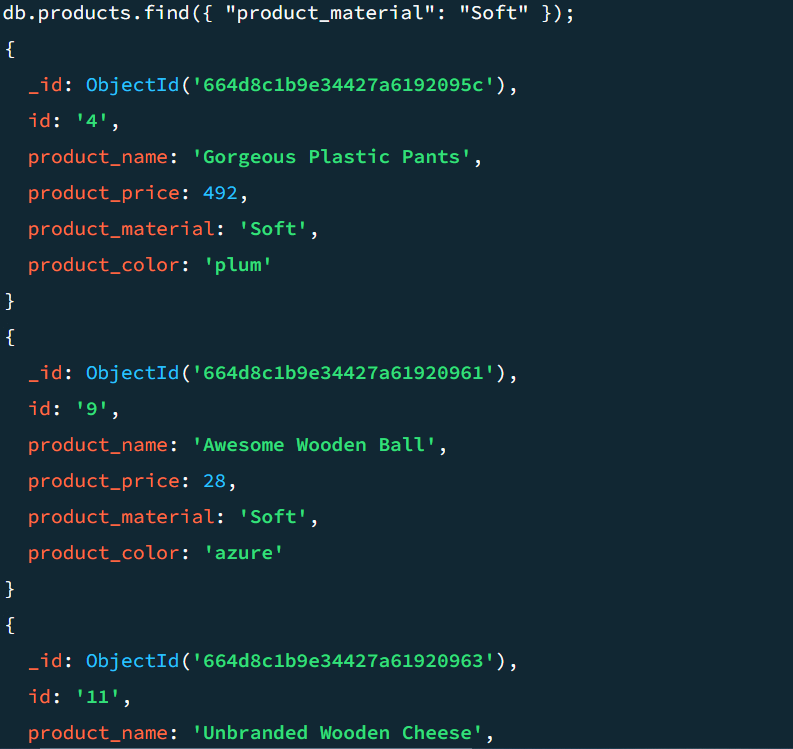 db.products.find({ "product_material": "Soft" });
{
  _id: ObjectId('664d8c1b9e34427a6192095c'),
  id: '4',
  product_name: 'Gorgeous Plastic Pants',
  product_price: 492,
  product_material: 'Soft',
  product_color: 'plum'
}
{
  _id: ObjectId('664d8c1b9e34427a61920961'),
  id: '9',
  product_name: 'Awesome Wooden Ball',
  product_price: 28,
  product_material: 'Soft',
  product_color: 'azure'
}
{
  _id: ObjectId('664d8c1b9e34427a61920963'),
  id: '11',
  product_name: 'Unbranded Wooden Cheese',